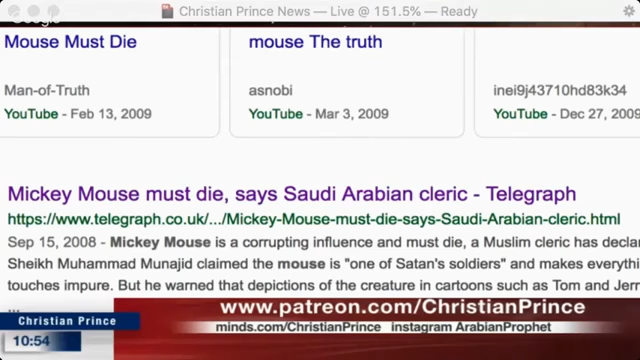 Christian Prince News — Live @ 151.5% — Ready
Google
Mouse Must Die
mouse The truth
Man-of-Truth
asnobi
inei9j43710hd83k34
YouTube - Feb 13, 2009
YouTube - Mar 3, 2009
YouTube - Dec 27, 2009
Mickey Mouse must die, says Saudi Arabian cleric - Telegraph
https://www.telegraph.co.uk/.../Mickey-Mouse-must-die-says-Saudi-Arabian-cleric.html
Sep 15, 2008 - Mickey Mouse is a corrupting influence and must die, a Muslim cleric has decla
Sheikh Muhammad Munajid claimed the mouse is "one of Satan's soldiers" and makes everythi
touches impure. But he warned that depictions of the creature in cartoons such as Tom and Jerr
...
www.patreon.com/ChristianPrince
Christian Prince
minds.com/ChristianPrince instagram ArabianProphet
10:54